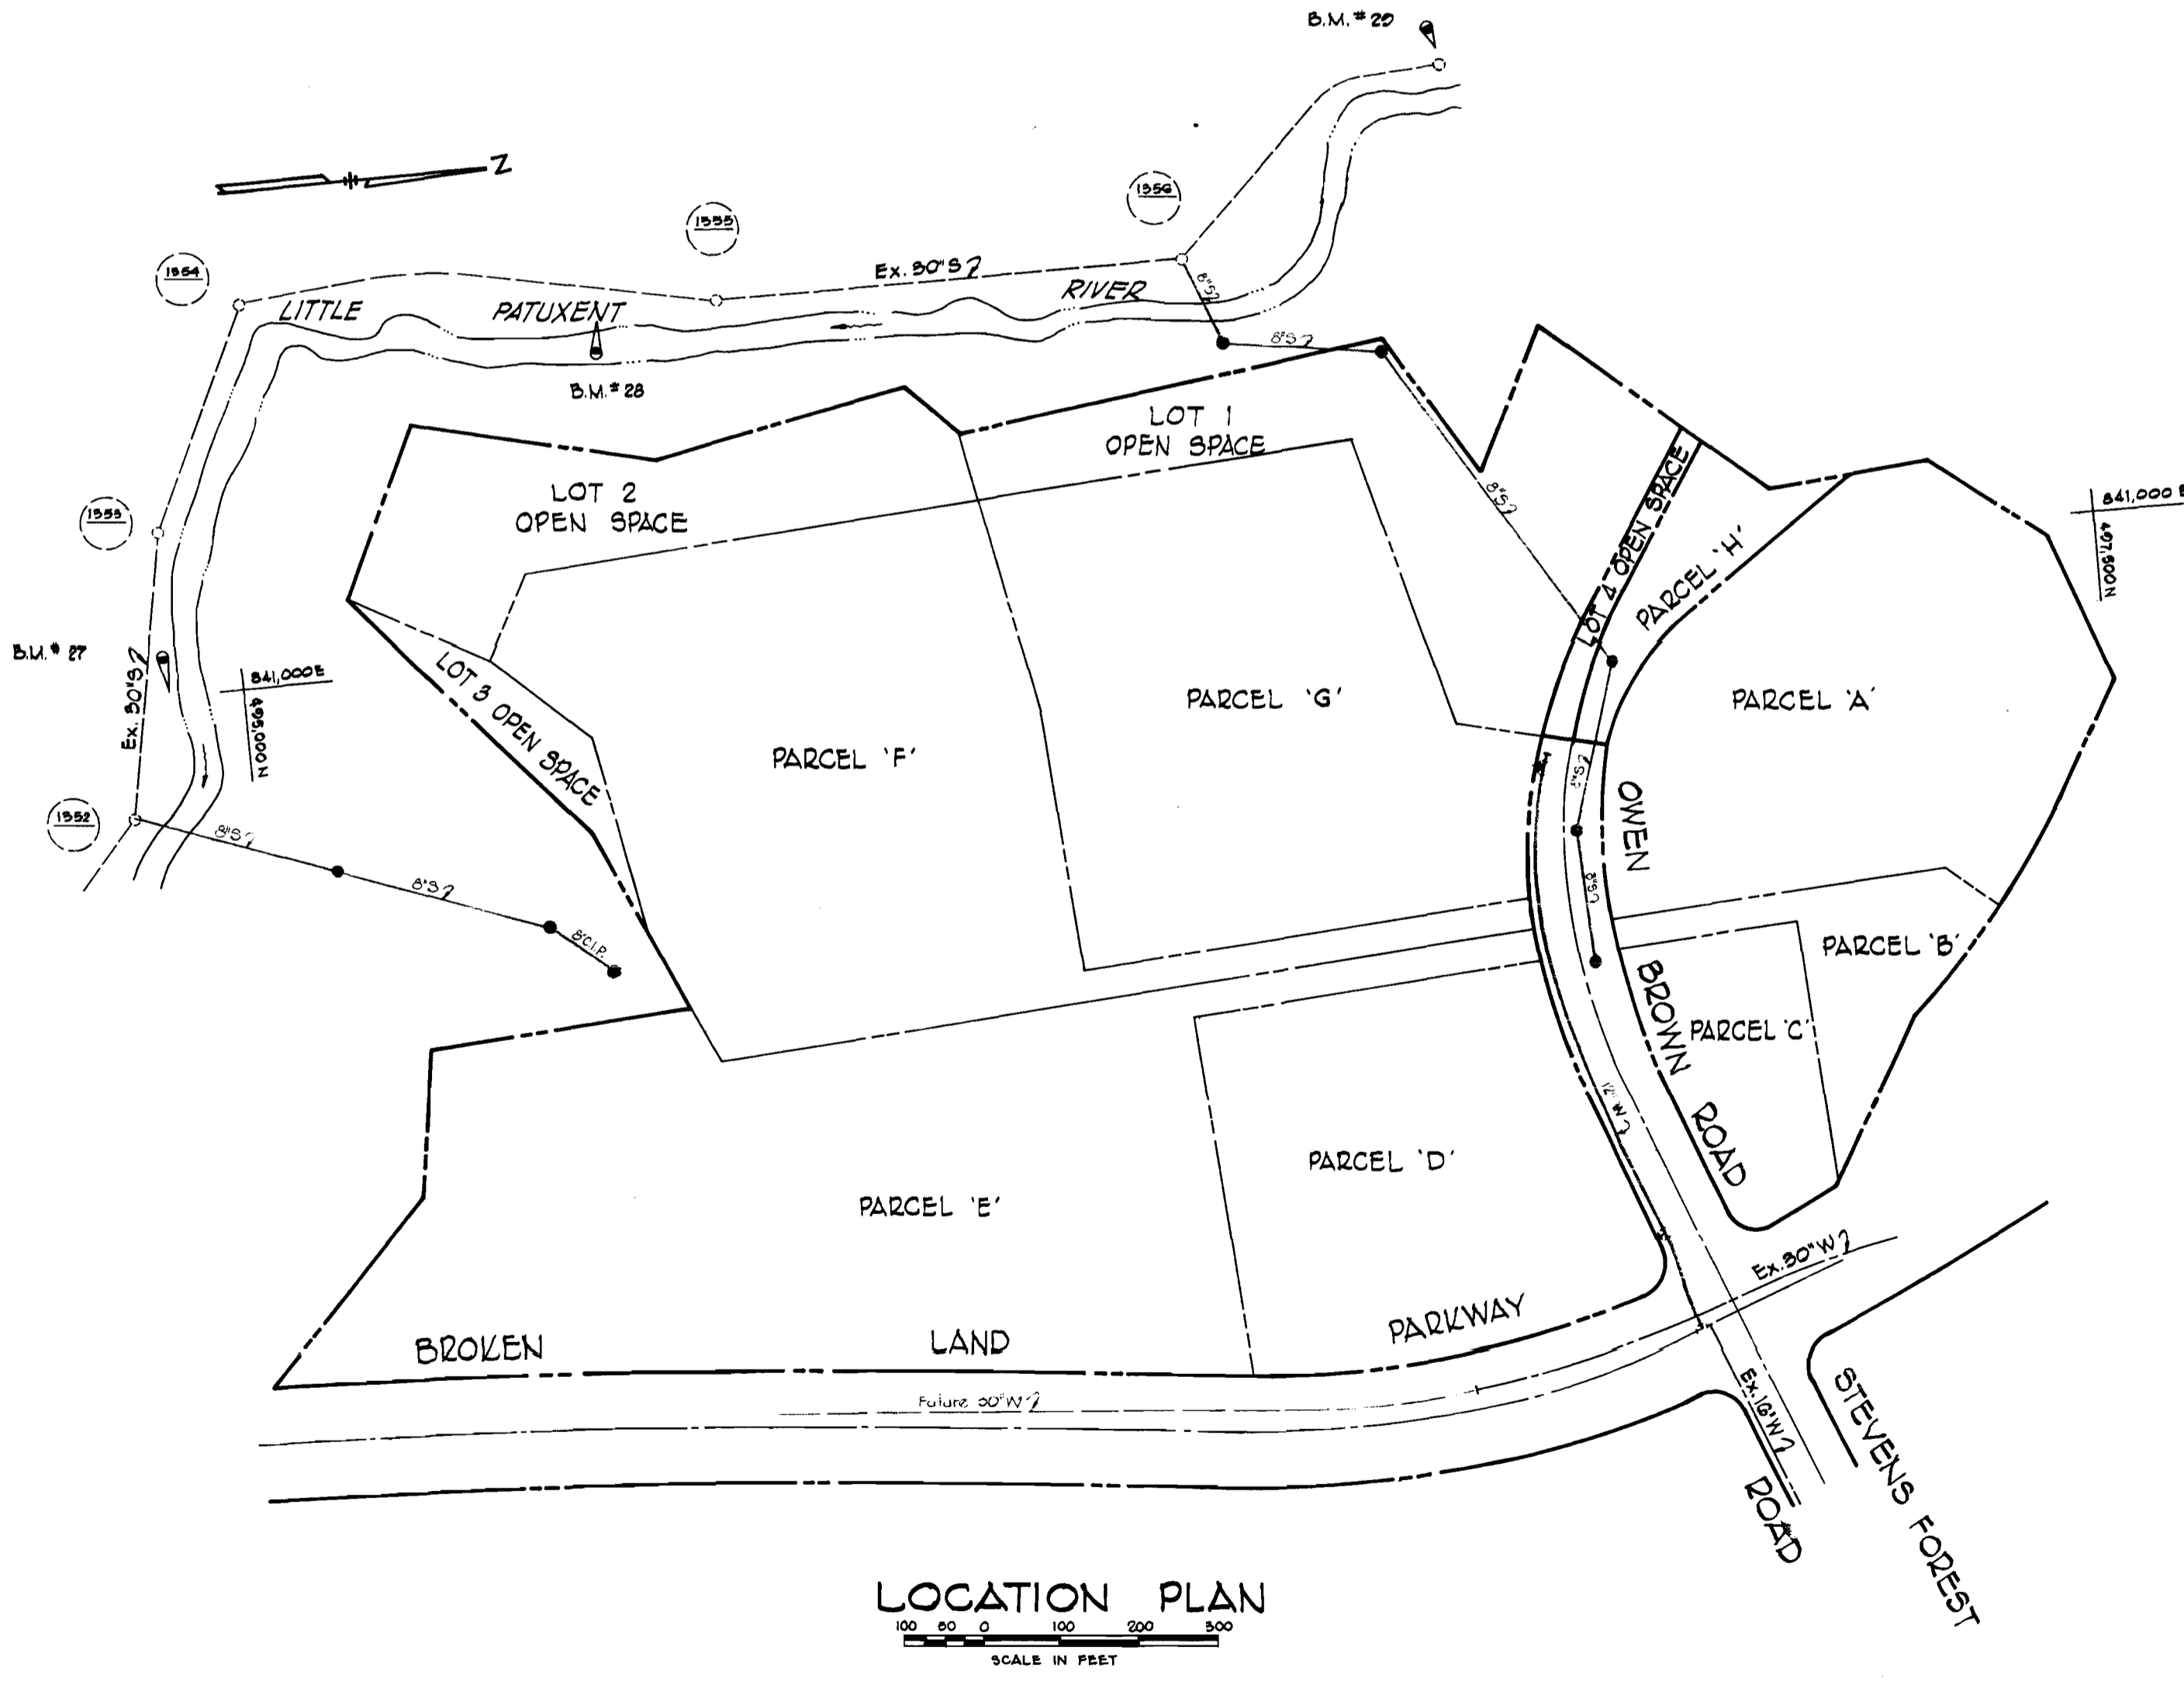 B.M. # 29
Z
1356
1355
1354
Ex. 30"S
8"S
LITTLE PATUXENT RIVER
8"S
B.M. # 28
LOT 1
OPEN SPACE
LOT 2
OPEN SPACE
8"S
LOT 4 OPEN SPACE
PARCEL 'H'
841,000 E
497,500 N
1353
B.M. # 27
Ex. 30"S
841,000 E
495,000 N
LOT 3 OPEN SPACE
PARCEL 'G'
PARCEL 'A'
PARCEL 'F'
8"S
1352
8"S
8"S
8"C.I.P.
8"S
OWEN BROWN ROAD
PARCEL 'B'
PARCEL 'C'
12" W
PARCEL 'D'
PARCEL 'E'
Ex. 30" W
BROKEN LAND PARKWAY
Future 30" W
Ex. 16" W
STEVENS FOREST
ROAD
LOCATION PLAN
100 50 0 100 200 300
SCALE IN FEET